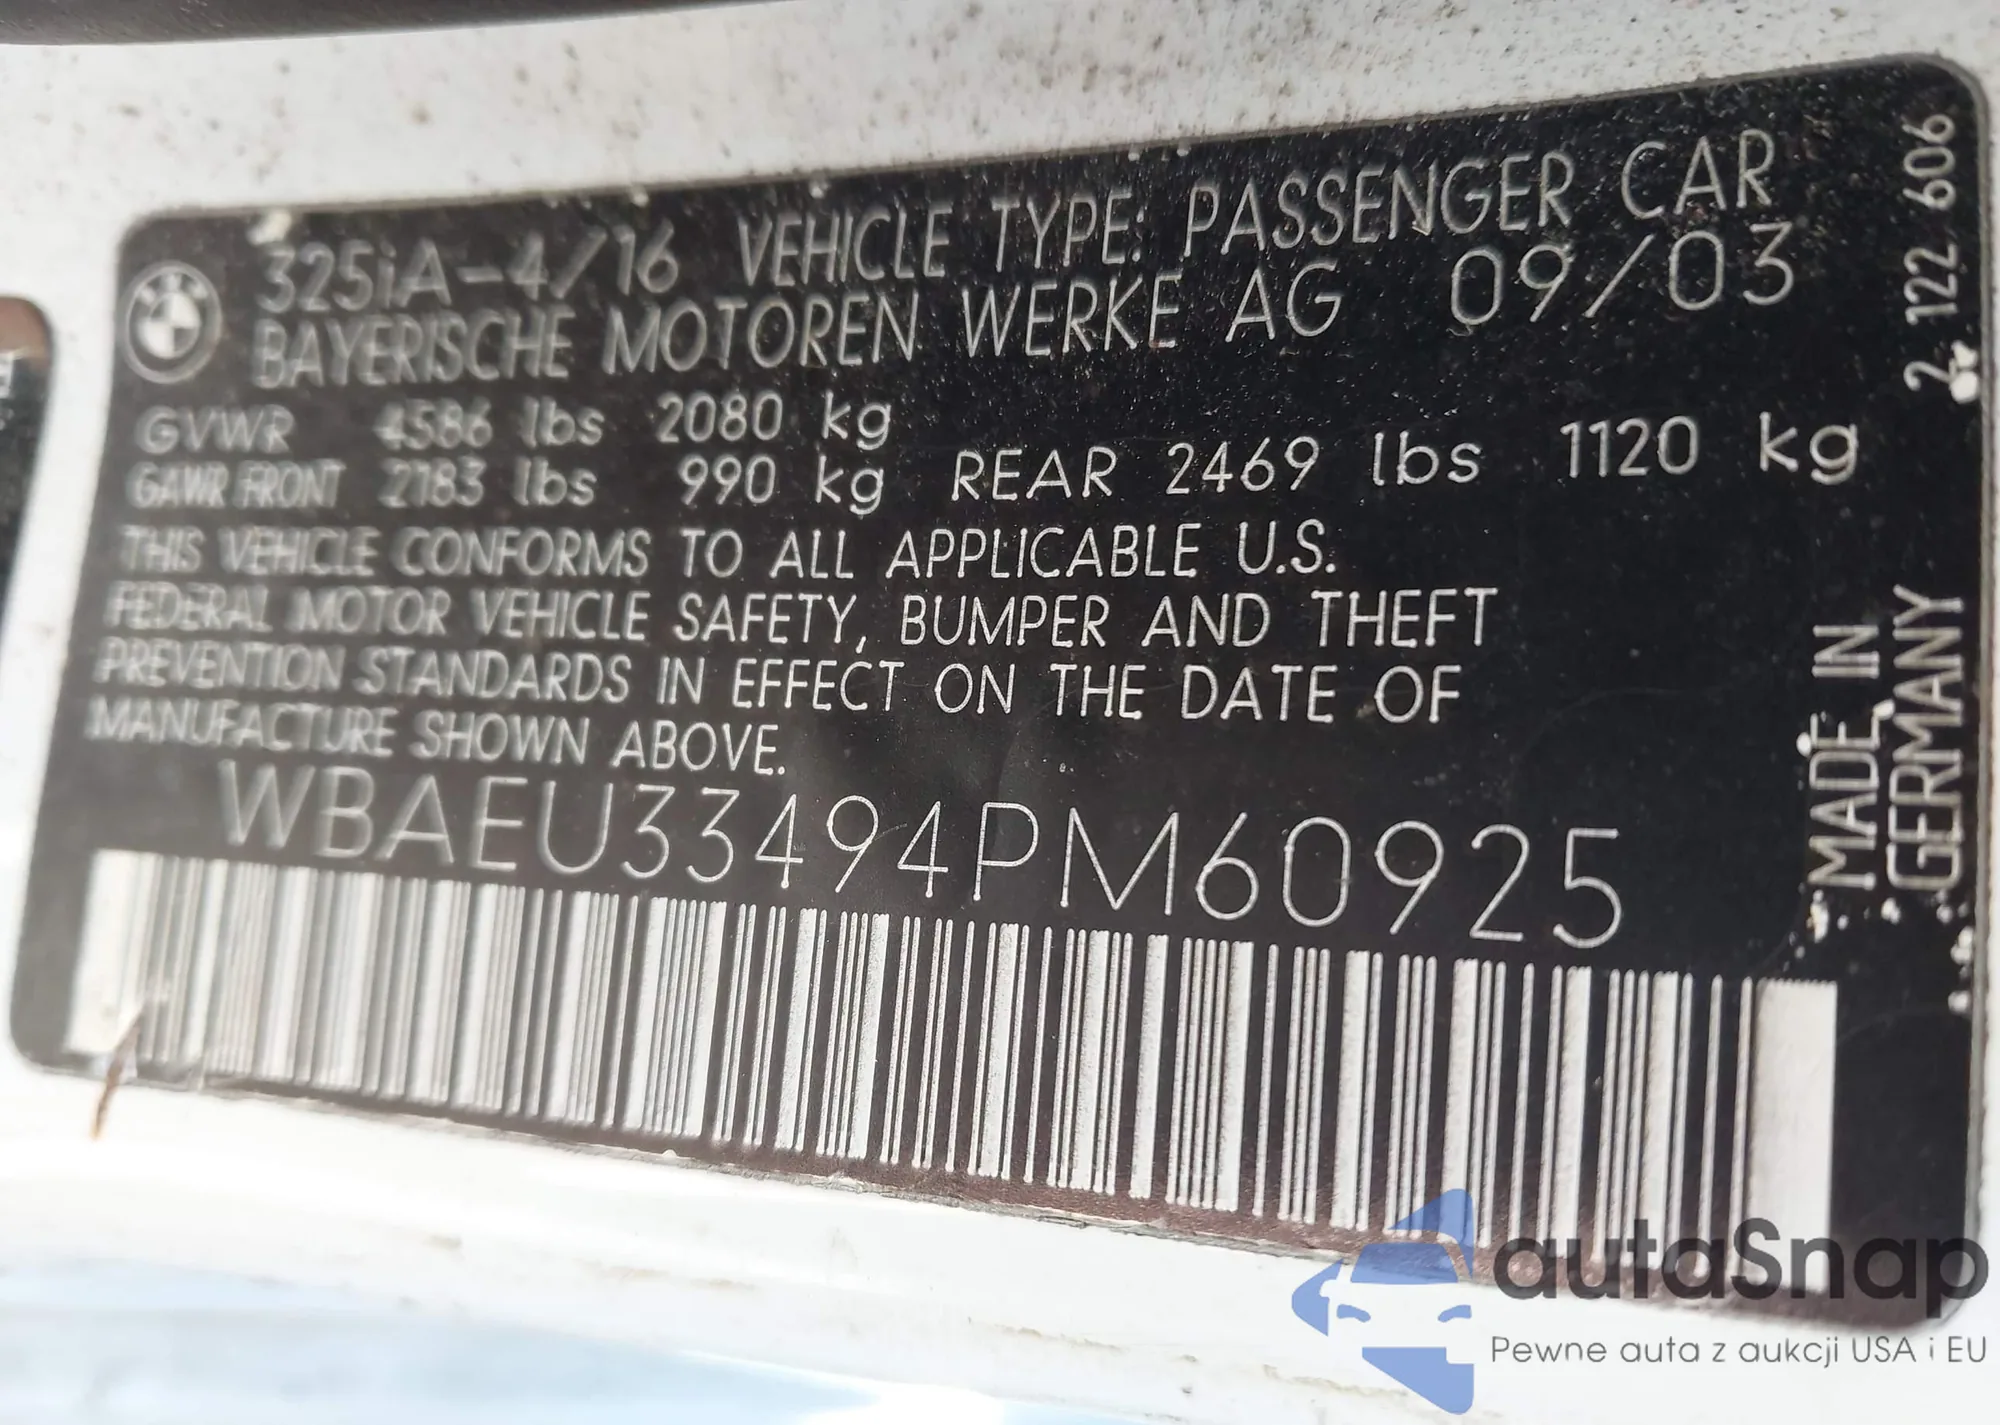 325iA-4/16 VEHICLE TYPE: PASSENGER CAR
BAYERISCHE MOTOREN WERKE AG 09/03
GVWR 4586 lbs 2080 kg
GAWR FRONT 2183 lbs 990 kg REAR 2469 lbs 1120 kg
THIS VEHICLE CONFORMS TO ALL APPLICABLE U.S.
FEDERAL MOTOR VEHICLE SAFETY, BUMPER AND THEFT
PREVENTION STANDARDS IN EFFECT ON THE DATE OF
MANUFACTURE SHOWN ABOVE.
WBAEU33494PM60925
2 122 606
MADE IN
GERMANY
autaSnap
Pewne auta z aukcji USA i EU